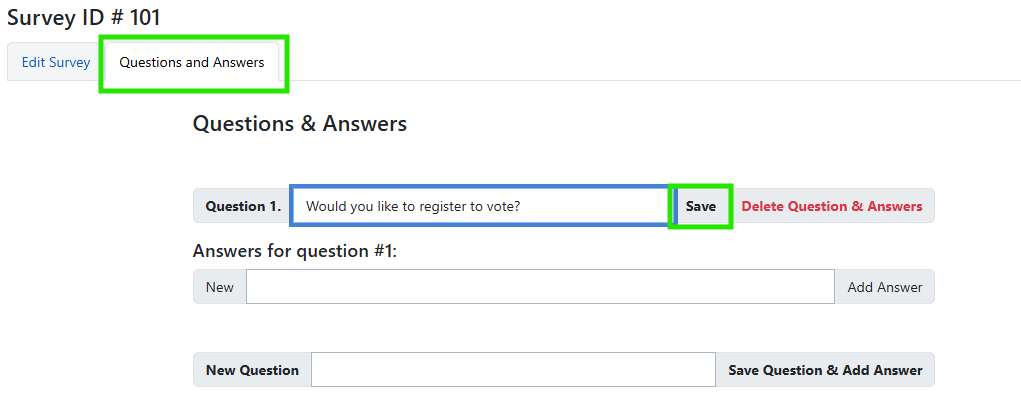 Survey ID # 101
Edit Survey Questions and Answers
Questions & Answers
Question 1. Would you like to register to vote? Save Delete Question & Answers
Answers for question #1:
New Add Answer
New Question Save Question & Add Answer